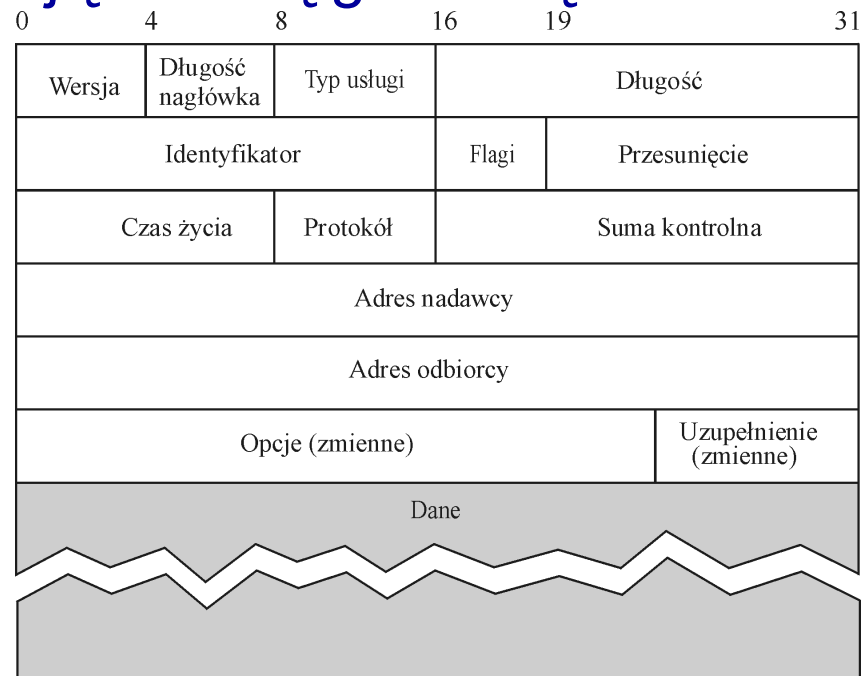 0 4 8 16 19 31
Wersja
Długość
nagłówka
Typ usługi
Długość
Identyfikator
Flagi
Przesunięcie
Czas życia
Protokół
Suma kontrolna
Adres nadawcy
Adres odbiorcy
Opcje (zmienne)
Uzupełnienie
(zmienne)
Dane